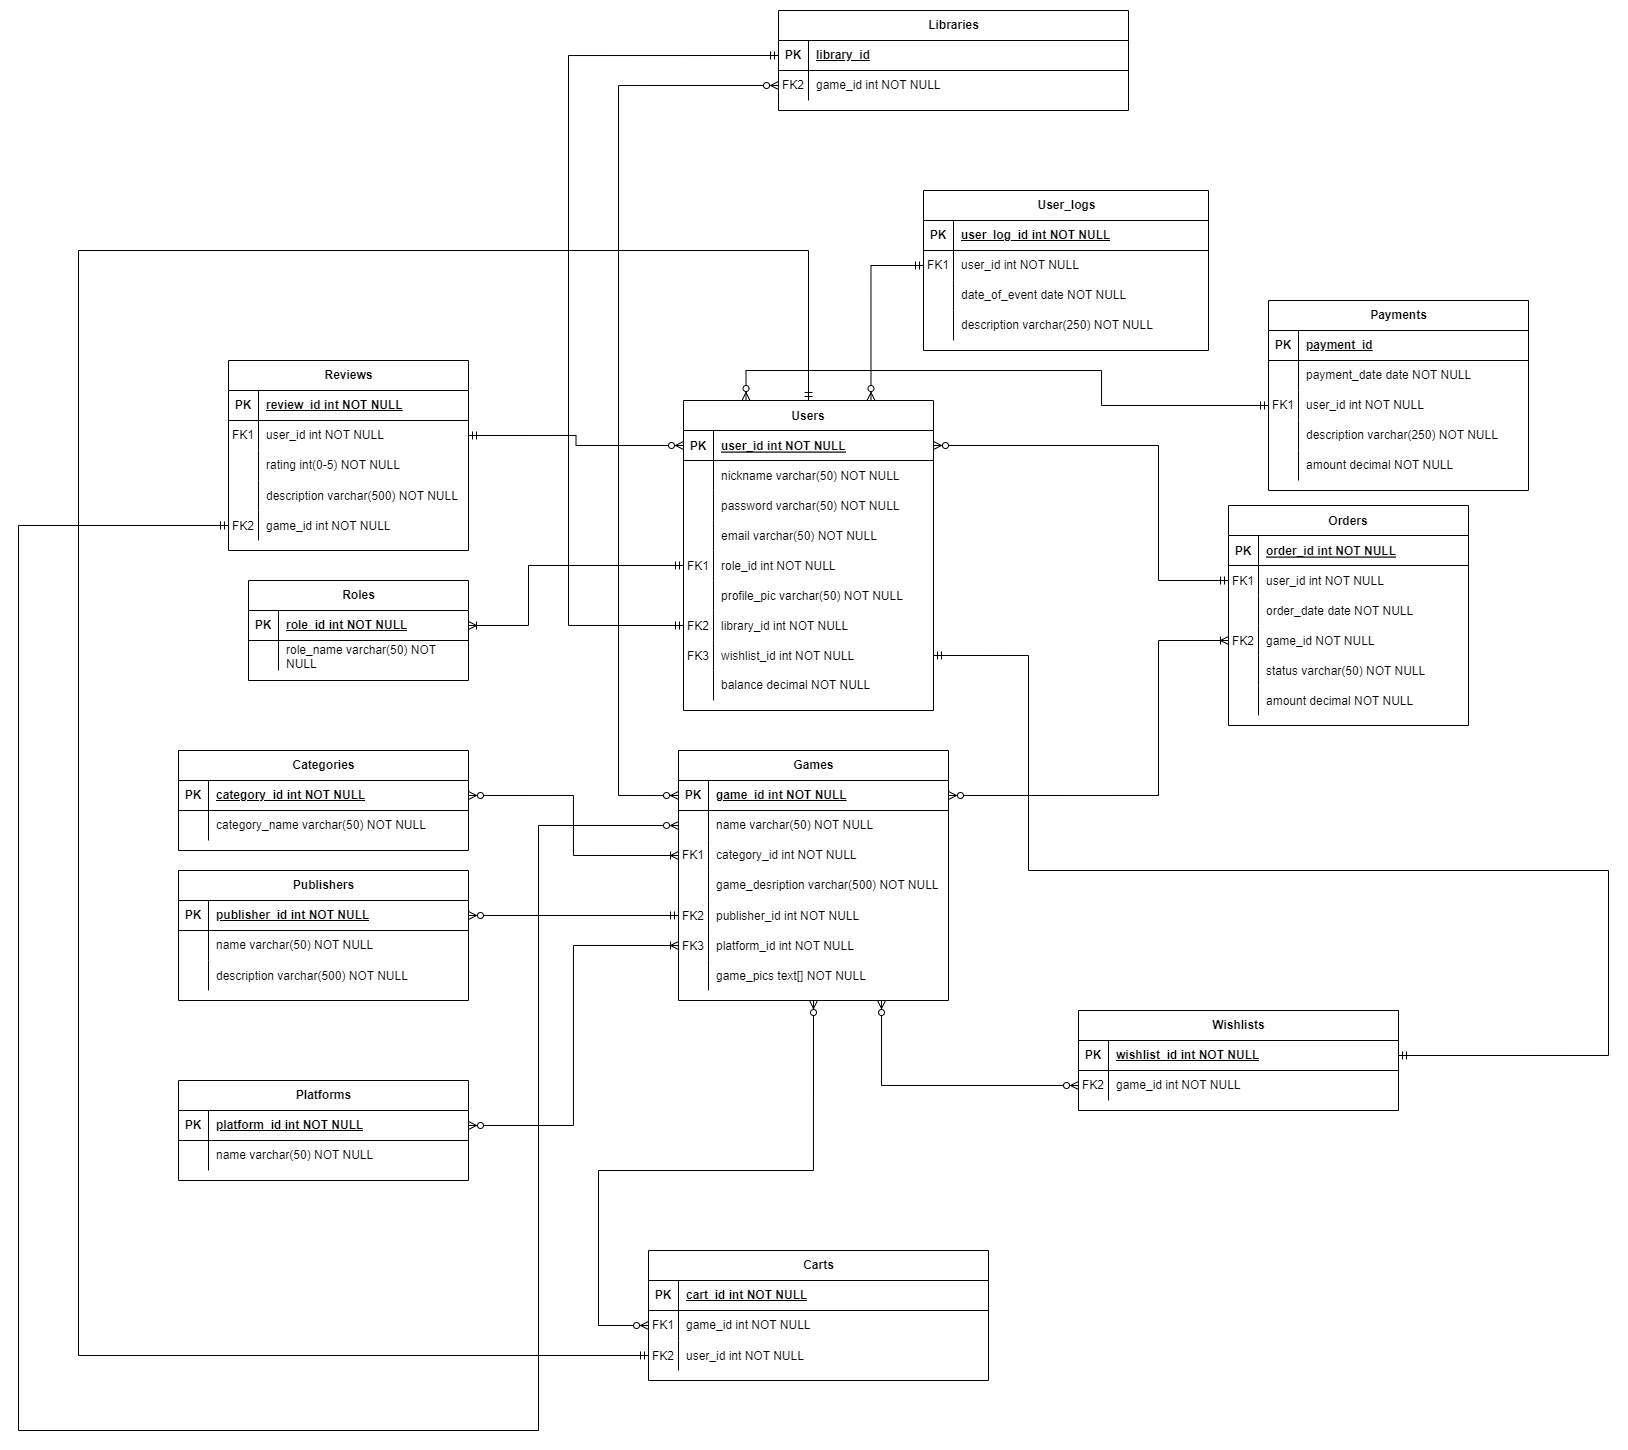 Libraries
PK library_id
FK2 game_id int NOT NULL
User_logs
PK user_log_id int NOT NULL
FK1 user_id int NOT NULL
date_of_event date NOT NULL
description varchar(250) NOT NULL
Payments
PK payment_id
payment_date date NOT NULL
FK1 user_id int NOT NULL
description varchar(250) NOT NULL
amount decimal NOT NULL
Reviews
PK review_id int NOT NULL
FK1 user_id int NOT NULL
rating int(0-5) NOT NULL
description varchar(500) NOT NULL
FK2 game_id int NOT NULL
Users
PK user_id int NOT NULL
nickname varchar(50) NOT NULL
password varchar(50) NOT NULL
email varchar(50) NOT NULL
FK1 role_id int NOT NULL
profile_pic varchar(50) NOT NULL
FK2 library_id int NOT NULL
FK3 wishlist_id int NOT NULL
balance decimal NOT NULL
Orders
PK order_id int NOT NULL
FK1 user_id int NOT NULL
order_date date NOT NULL
FK2 game_id NOT NULL
status varchar(50) NOT NULL
amount decimal NOT NULL
Roles
PK role_id int NOT NULL
role_name varchar(50) NOT
NULL
Categories
PK category_id int NOT NULL
category_name varchar(50) NOT NULL
Games
PK game_id int NOT NULL
name varchar(50) NOT NULL
FK1 category_id int NOT NULL
game_desription varchar(500) NOT NULL
FK2 publisher_id int NOT NULL
FK3 platform_id int NOT NULL
game_pics text[] NOT NULL
Publishers
PK publisher_id int NOT NULL
name varchar(50) NOT NULL
description varchar(500) NOT NULL
Wishlists
PK wishlist_id int NOT NULL
FK2 game_id int NOT NULL
Platforms
PK platform_id int NOT NULL
name varchar(50) NOT NULL
Carts
PK cart_id int NOT NULL
FK1 game_id int NOT NULL
FK2 user_id int NOT NULL